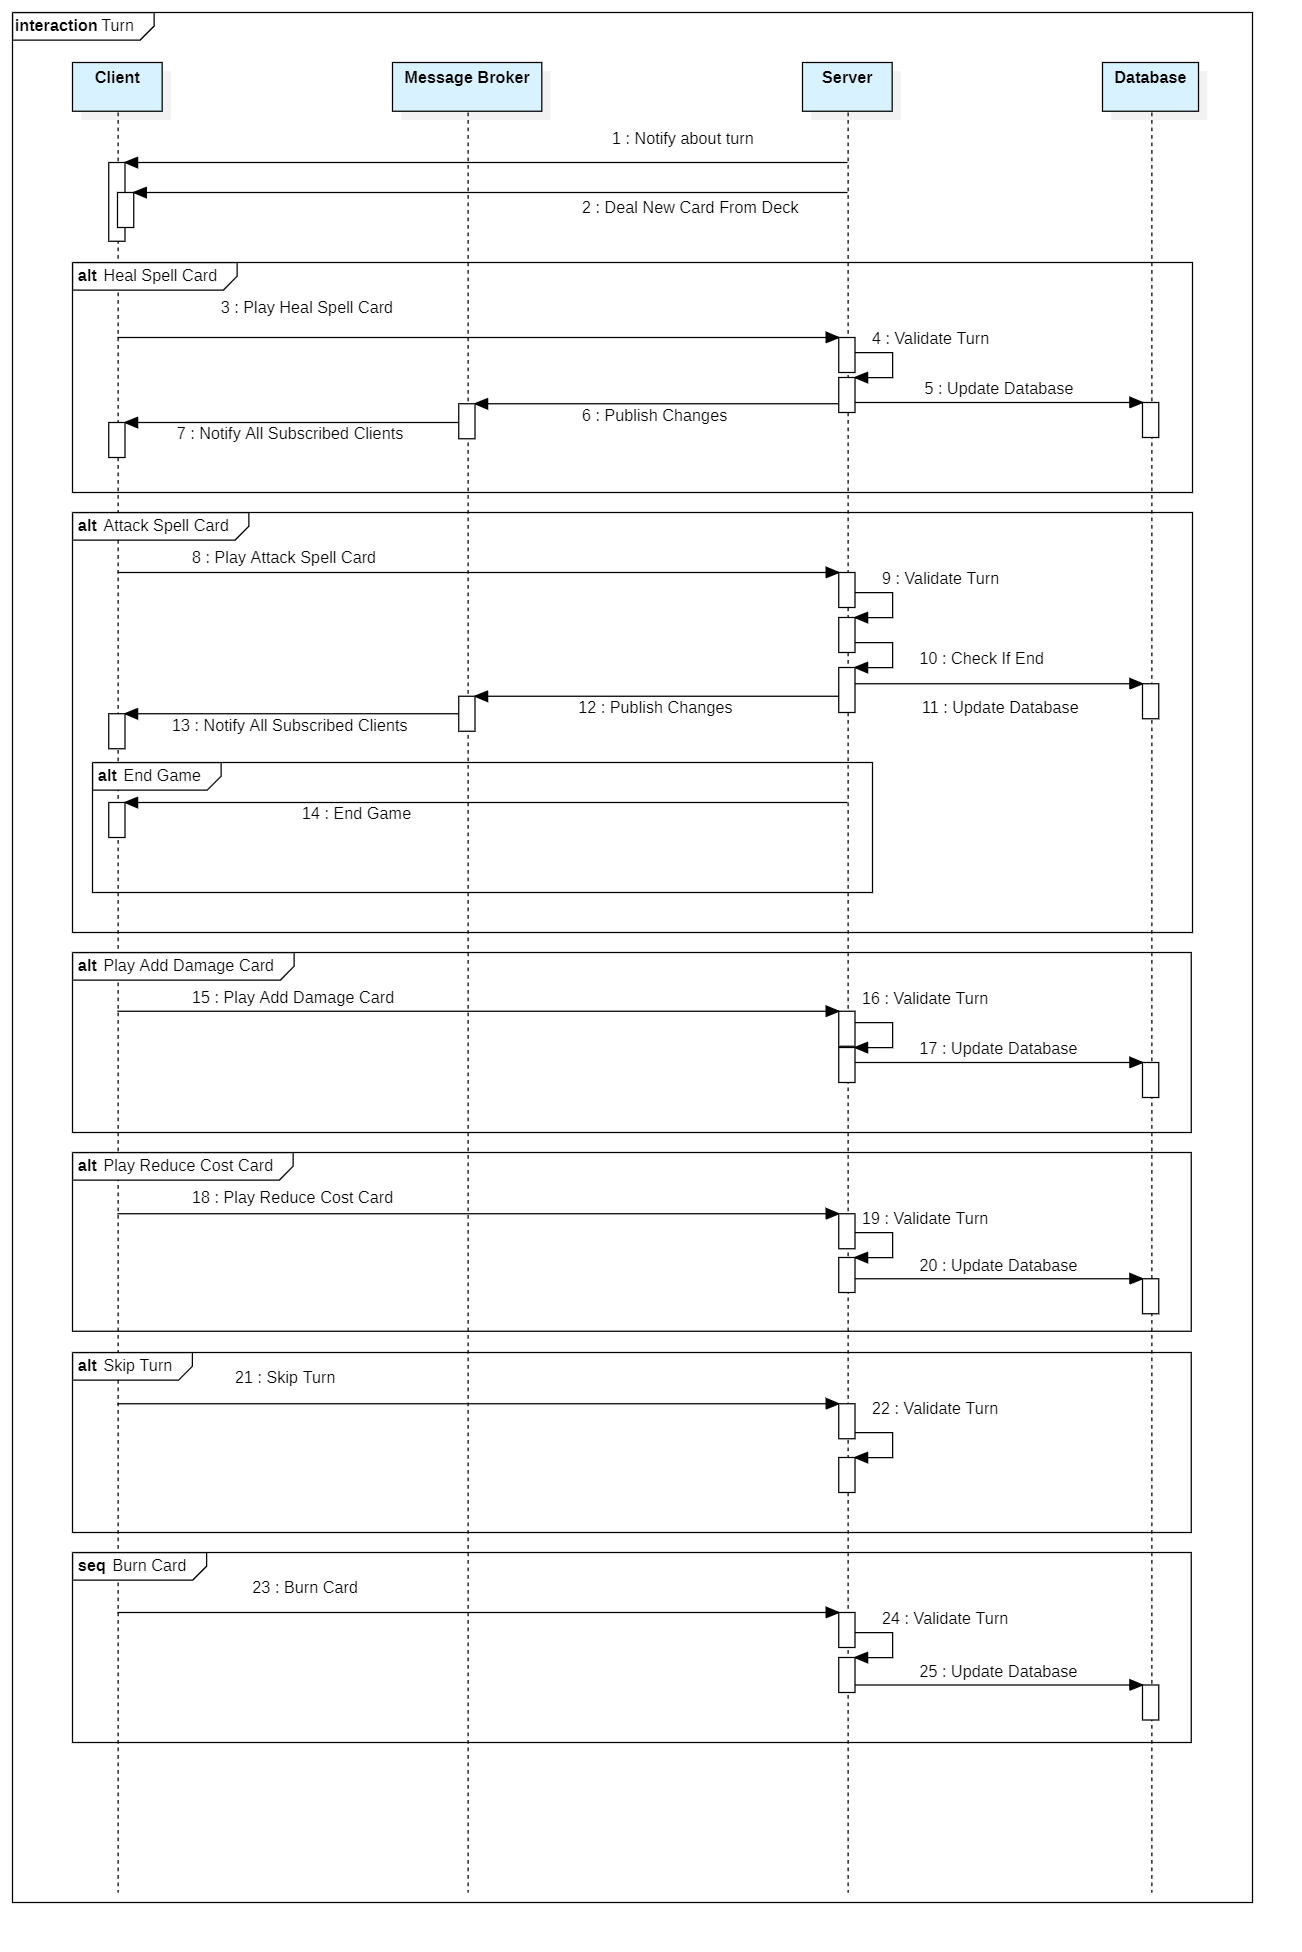 interaction Turn
Client
Message Broker
Server
Database
1 : Notify about turn
2 : Deal New Card From Deck
alt Heal Spell Card
3 : Play Heal Spell Card
4 : Validate Turn
5 : Update Database
6 : Publish Changes
7 : Notify All Subscribed Clients
alt Attack Spell Card
8 : Play Attack Spell Card
9 : Validate Turn
10 : Check If End
11 : Update Database
12 : Publish Changes
13 : Notify All Subscribed Clients
alt End Game
14 : End Game
alt Play Add Damage Card
15 : Play Add Damage Card
16 : Validate Turn
17 : Update Database
alt Play Reduce Cost Card
18 : Play Reduce Cost Card
19 : Validate Turn
20 : Update Database
alt Skip Turn
21 : Skip Turn
22 : Validate Turn
seq Burn Card
23 : Burn Card
24 : Validate Turn
25 : Update Database